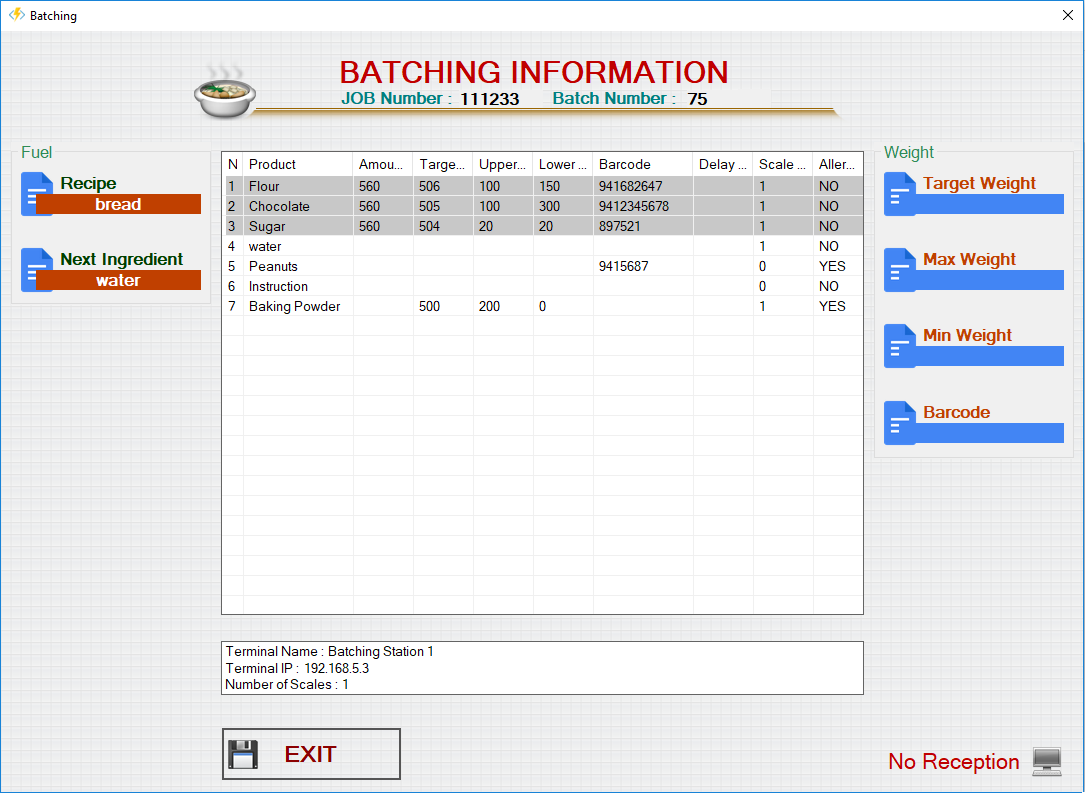 Batching
BATCHING INFORMATION
JOB Number : 111233 Batch Number : 75
Fuel
Recipe
bread
Next Ingredient
water
N Product Amou... Targe... Upper... Lower ... Barcode Delay ... Scale ... Aller...
1 Flour 560 506 100 150 941682647 1 NO
2 Chocolate 560 505 100 300 9412345678 1 NO
3 Sugar 560 504 20 20 897521 1 NO
4 water 1 NO
5 Peanuts 9415687 0 YES
6 Instruction 0 NO
7 Baking Powder 500 200 0 1 YES
Weight
Target Weight
Max Weight
Min Weight
Barcode
Terminal Name : Batching Station 1
Terminal IP : 192.168.5.3
Number of Scales : 1
EXIT
No Reception